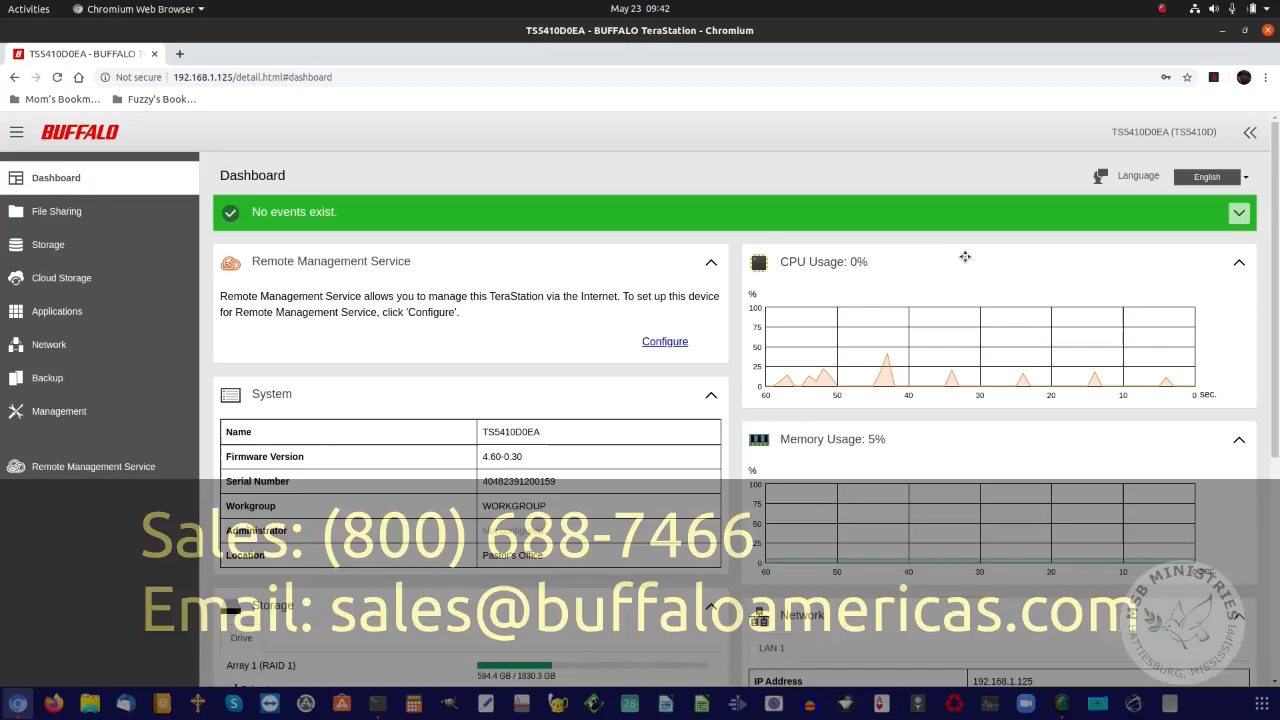 Activities
Chromium Web Browser
May 23 09:42
TS5410D0EA - BUFFALO TeraStation - Chromium
TS5410D0EA - BUFFALO T
Not secure
192.168.1.125/detail.html#dashboard
Mom's Bookm…
Fuzzy's Book…
BUFFALO
TS5410D0EA (TS5410D)
Dashboard
File Sharing
Storage
Cloud Storage
Applications
Network
Backup
Management
Remote Management Service
Dashboard
Language
English
No events exist.
Remote Management Service
Remote Management Service allows you to manage this TeraStation via the Internet. To set up this device
for Remote Management Service, click 'Configure'.
Configure
System
Name TS5410D0EA
Firmware Version 4.60-0.30
Serial Number 40482391200159
Workgroup WORKGROUP
Administrator
Location Pastor's Office
Storage
Drive
Array 1 (RAID 1)
594.4 GB / 1830.3 GB
CPU Usage: 0%
%
100
75
50
25
0
60 50 40 30 20 10 0 sec.
Memory Usage: 5%
%
100
75
50
25
0
60 50 40 30 20 10 0 sec.
Network
LAN 1
IP Address 192.168.1.125
Sales: (800) 688-7466
Email: sales@buffaloamericas.com
MSB MINISTRIES
HATTIESBURG, MISSISSIPPI
28